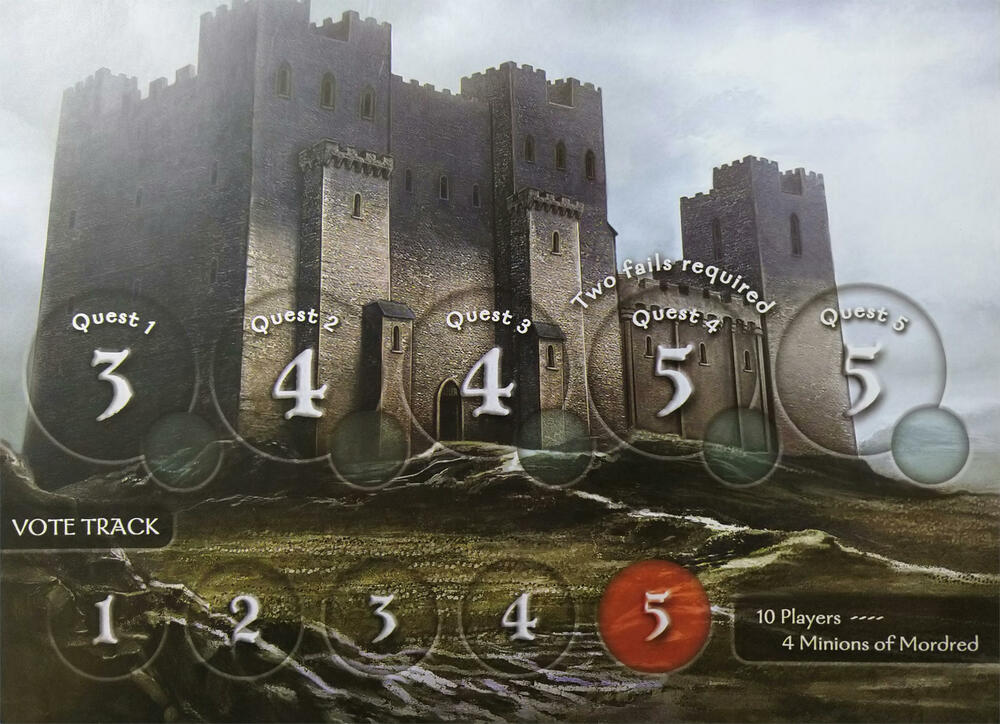 Two fails required
Quest 1
3
Quest 2
4
Quest 3
4
Quest 4
5
Quest 5
5
VOTE TRACK
1
2
3
4
5
10 Players ----
4 Minions of Mordred